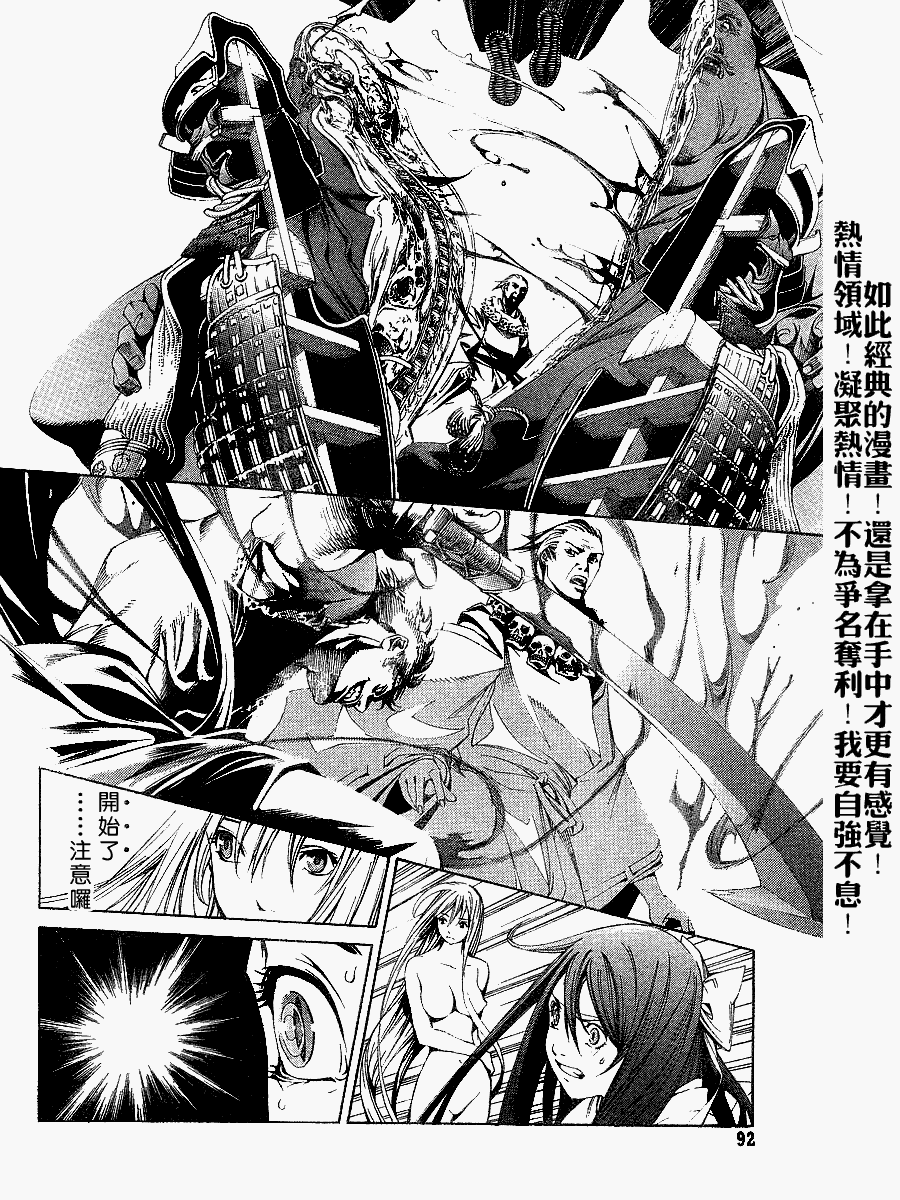 如此經典的漫畫！還是拿在手中才更有感覺！
熱情領域！凝聚熱情！不為爭名奪利！我要自強不息！
開始了
……注意囉
92